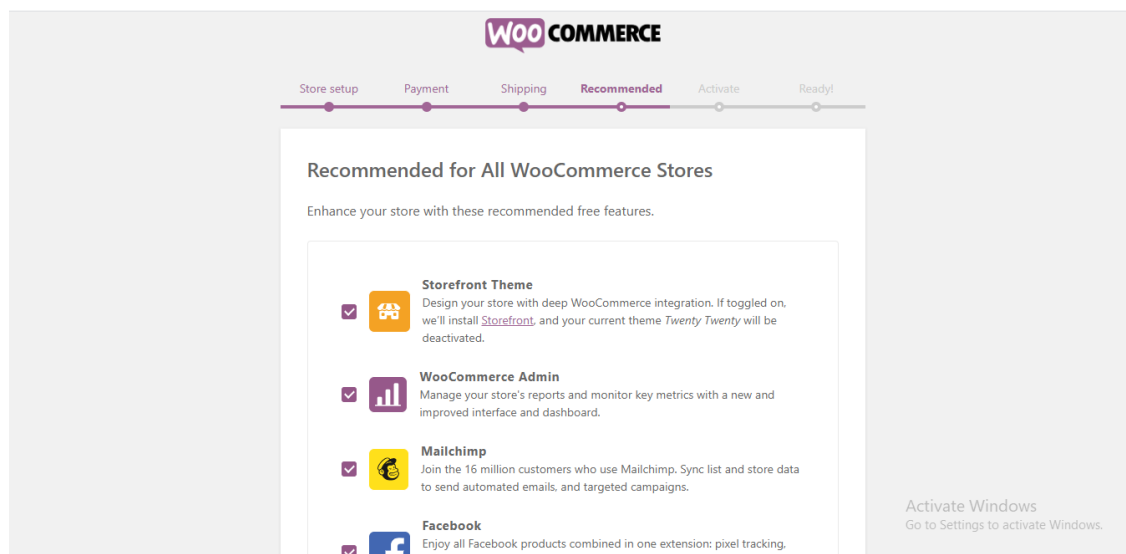 WOO COMMERCE
Store setup Payment Shipping Recommended Activate Ready!
Recommended for All WooCommerce Stores
Enhance your store with these recommended free features.
Storefront Theme
Design your store with deep WooCommerce integration. If toggled on,
we'll install Storefront, and your current theme Twenty Twenty will be
deactivated.
WooCommerce Admin
Manage your store's reports and monitor key metrics with a new and
improved interface and dashboard.
Mailchimp
Join the 16 million customers who use Mailchimp. Sync list and store data
to send automated emails, and targeted campaigns.
Facebook
Enjoy all Facebook products combined in one extension: pixel tracking,
Activate Windows
Go to Settings to activate Windows.